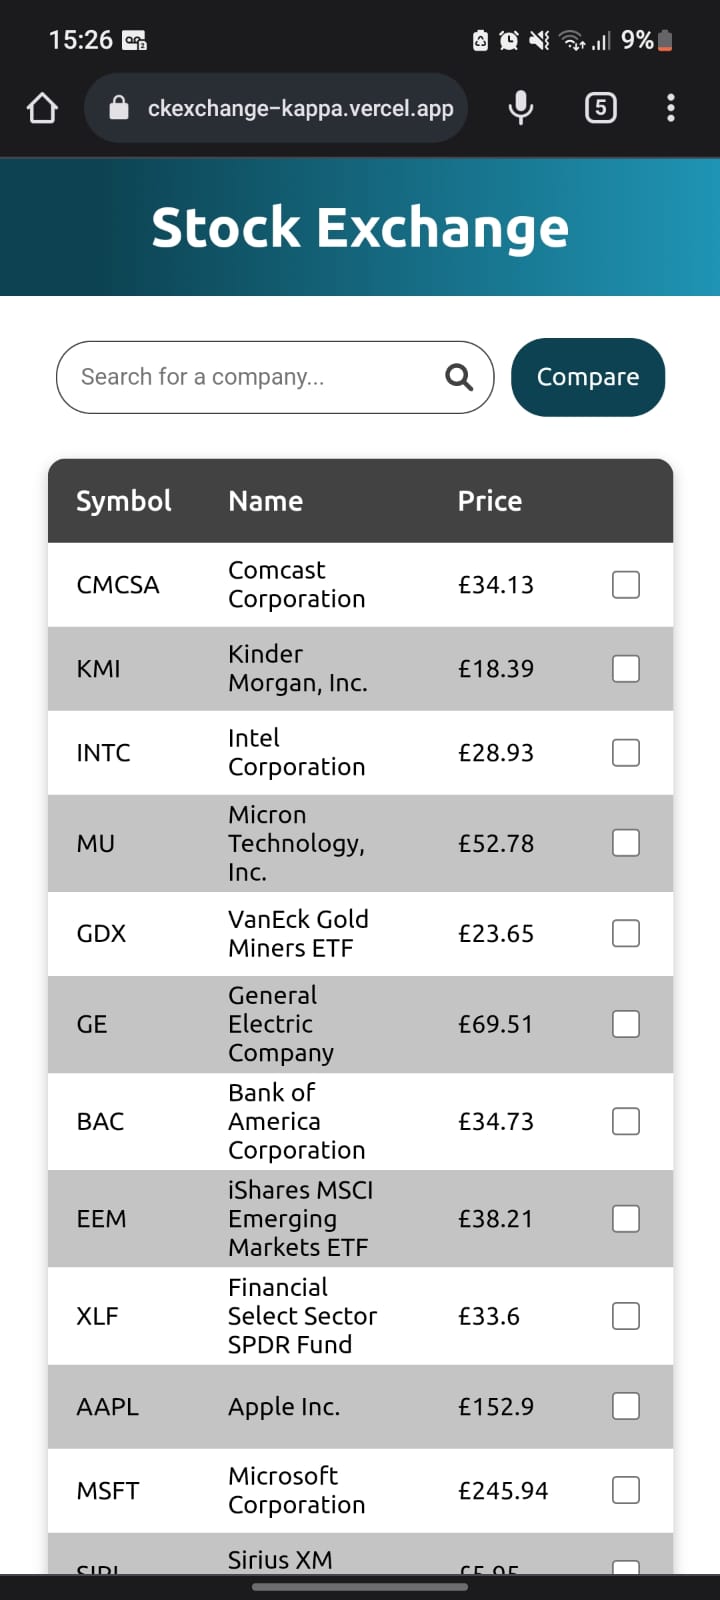 15:26 9%
ckexchange-kappa.vercel.app 5
Stock Exchange
Search for a company... Compare
Symbol Name Price
CMCSA Comcast Corporation £34.13
KMI Kinder Morgan, Inc. £18.39
INTC Intel Corporation £28.93
MU Micron Technology, Inc. £52.78
GDX VanEck Gold Miners ETF £23.65
GE General Electric Company £69.51
BAC Bank of America Corporation £34.73
EEM iShares MSCI Emerging Markets ETF £38.21
XLF Financial Select Sector SPDR Fund £33.6
AAPL Apple Inc. £152.9
MSFT Microsoft Corporation £245.94
SIRI Sirius XM £5.95